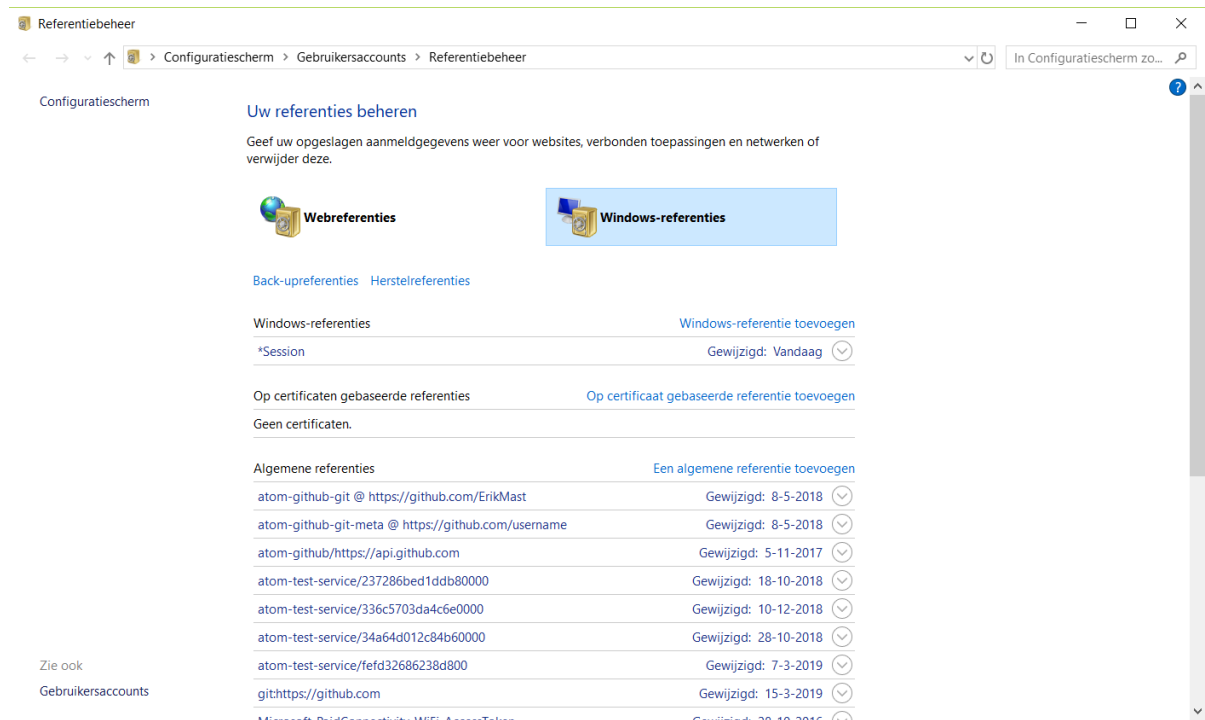 Referentiebeheer
Configuratiescherm > Gebruikersaccounts > Referentiebeheer
In Configuratiescherm zo...
Configuratiescherm
Uw referenties beheren
Geef uw opgeslagen aanmeldgegevens weer voor websites, verbonden toepassingen en netwerken of
verwijder deze.
Webreferenties
Windows-referenties
Back-upreferenties Herstelreferenties
Windows-referenties Windows-referentie toevoegen
*Session Gewijzigd: Vandaag
Op certificaten gebaseerde referenties Op certificaat gebaseerde referentie toevoegen
Geen certificaten.
Algemene referenties Een algemene referentie toevoegen
atom-github-git @ https://github.com/ErikMast Gewijzigd: 8-5-2018
atom-github-git-meta @ https://github.com/username Gewijzigd: 8-5-2018
atom-github/https://api.github.com Gewijzigd: 5-11-2017
atom-test-service/237286bed1ddb80000 Gewijzigd: 18-10-2018
atom-test-service/336c5703da4c6e0000 Gewijzigd: 10-12-2018
atom-test-service/34a64d012c84b60000 Gewijzigd: 28-10-2018
atom-test-service/fefd32686238d800 Gewijzigd: 7-3-2019
git:https://github.com Gewijzigd: 15-3-2019
Zie ook
Gebruikersaccounts